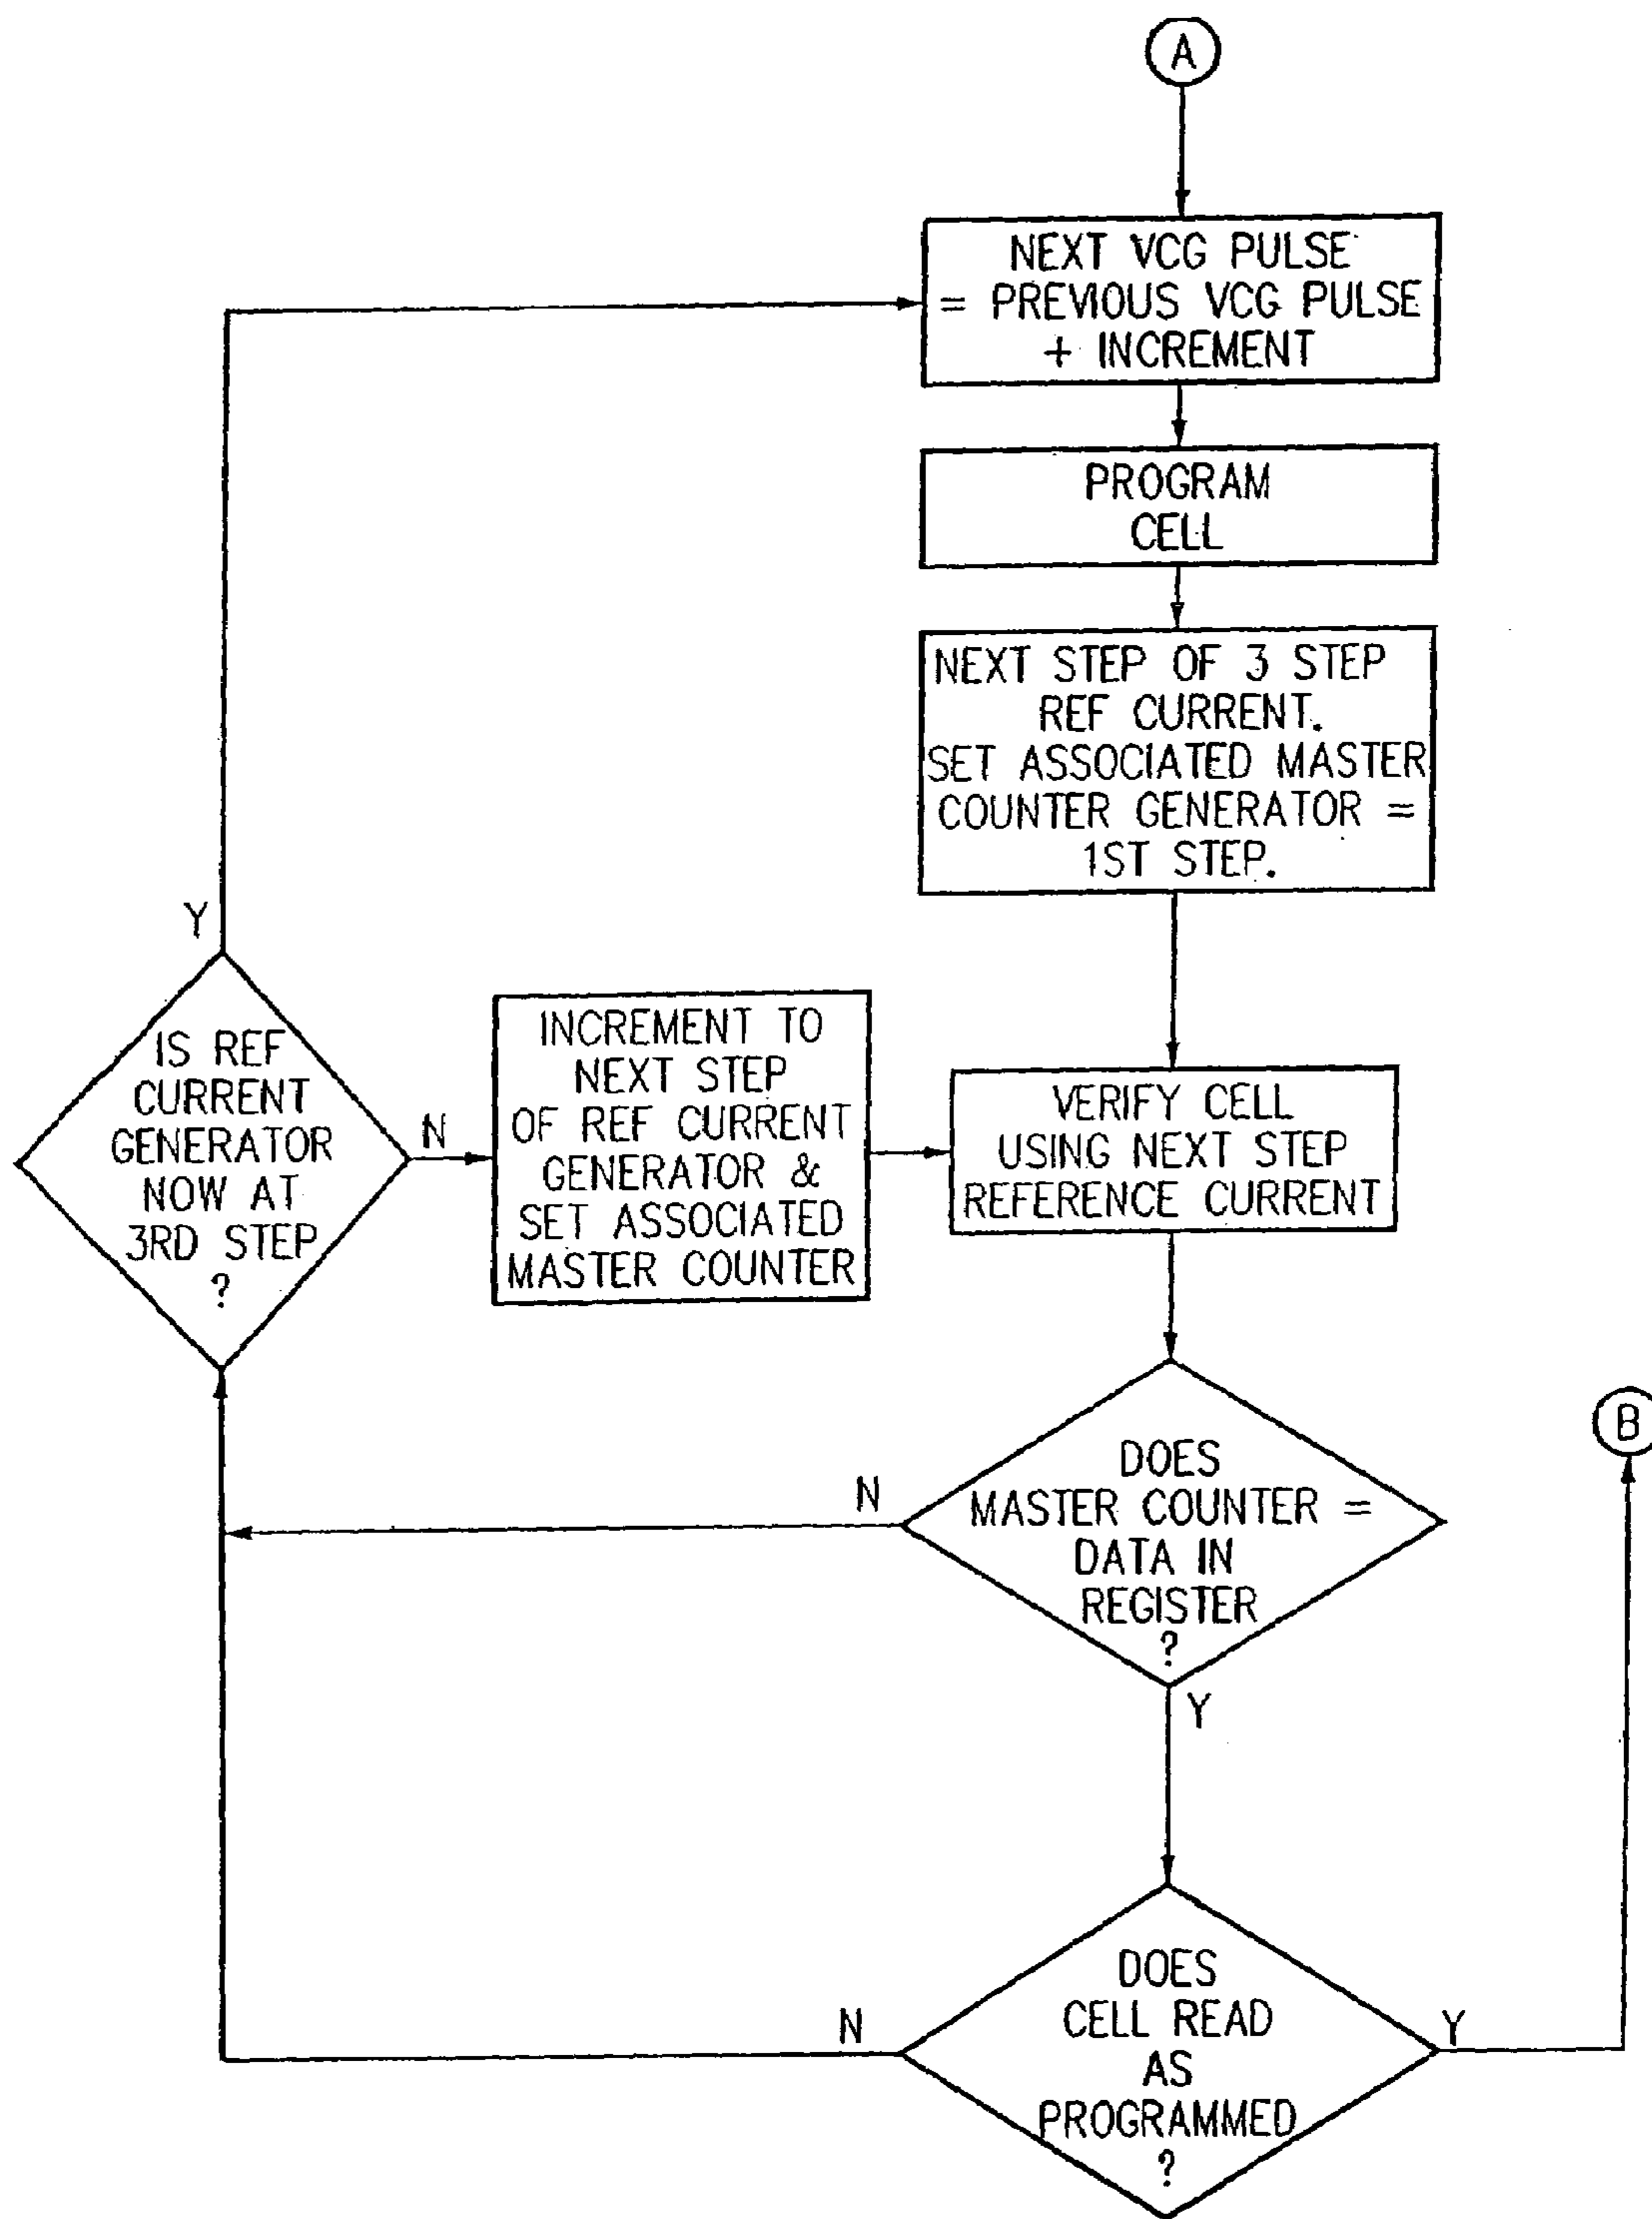 A
NEXT VCG PULSE
= PREVIOUS VCG PULSE
+ INCREMENT
PROGRAM
CELL
NEXT STEP OF 3 STEP
REF CURRENT.
SET ASSOCIATED MASTER
COUNTER GENERATOR =
1ST STEP.
Y
IS REF
CURRENT
GENERATOR
NOW AT
3RD STEP
?
N
INCREMENT TO
NEXT STEP
OF REF CURRENT
GENERATOR &
SET ASSOCIATED
MASTER COUNTER
VERIFY CELL
USING NEXT STEP
REFERENCE CURRENT
B
N
DOES
MASTER COUNTER =
DATA IN
REGISTER
?
Y
N
DOES
CELL READ
AS
PROGRAMMED
?
Y